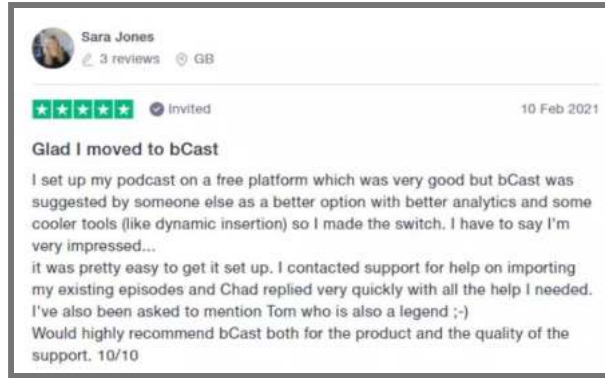 Sara Jones
3 reviews GB
Invited 10 Feb 2021
Glad I moved to bCast
I set up my podcast on a free platform which was very good but bCast was
suggested by someone else as a better option with better analytics and some
cooler tools (like dynamic insertion) so I made the switch. I have to say I'm
very impressed...
it was pretty easy to get it set up. I contacted support for help on importing
my existing episodes and Chad replied very quickly with all the help I needed.
I've also been asked to mention Tom who is also a legend ;-)
Would highly recommend bCast both for the product and the quality of the
support. 10/10